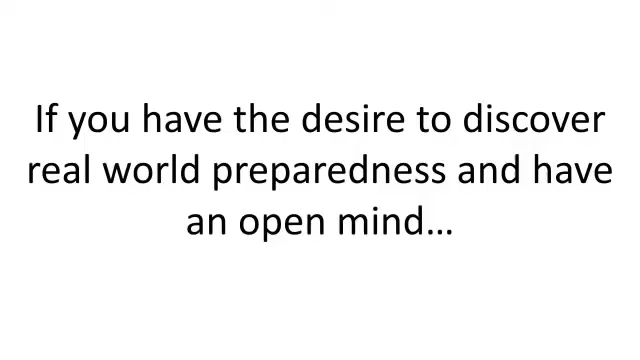 If you have the desire to discover
real world preparedness and have
an open mind…